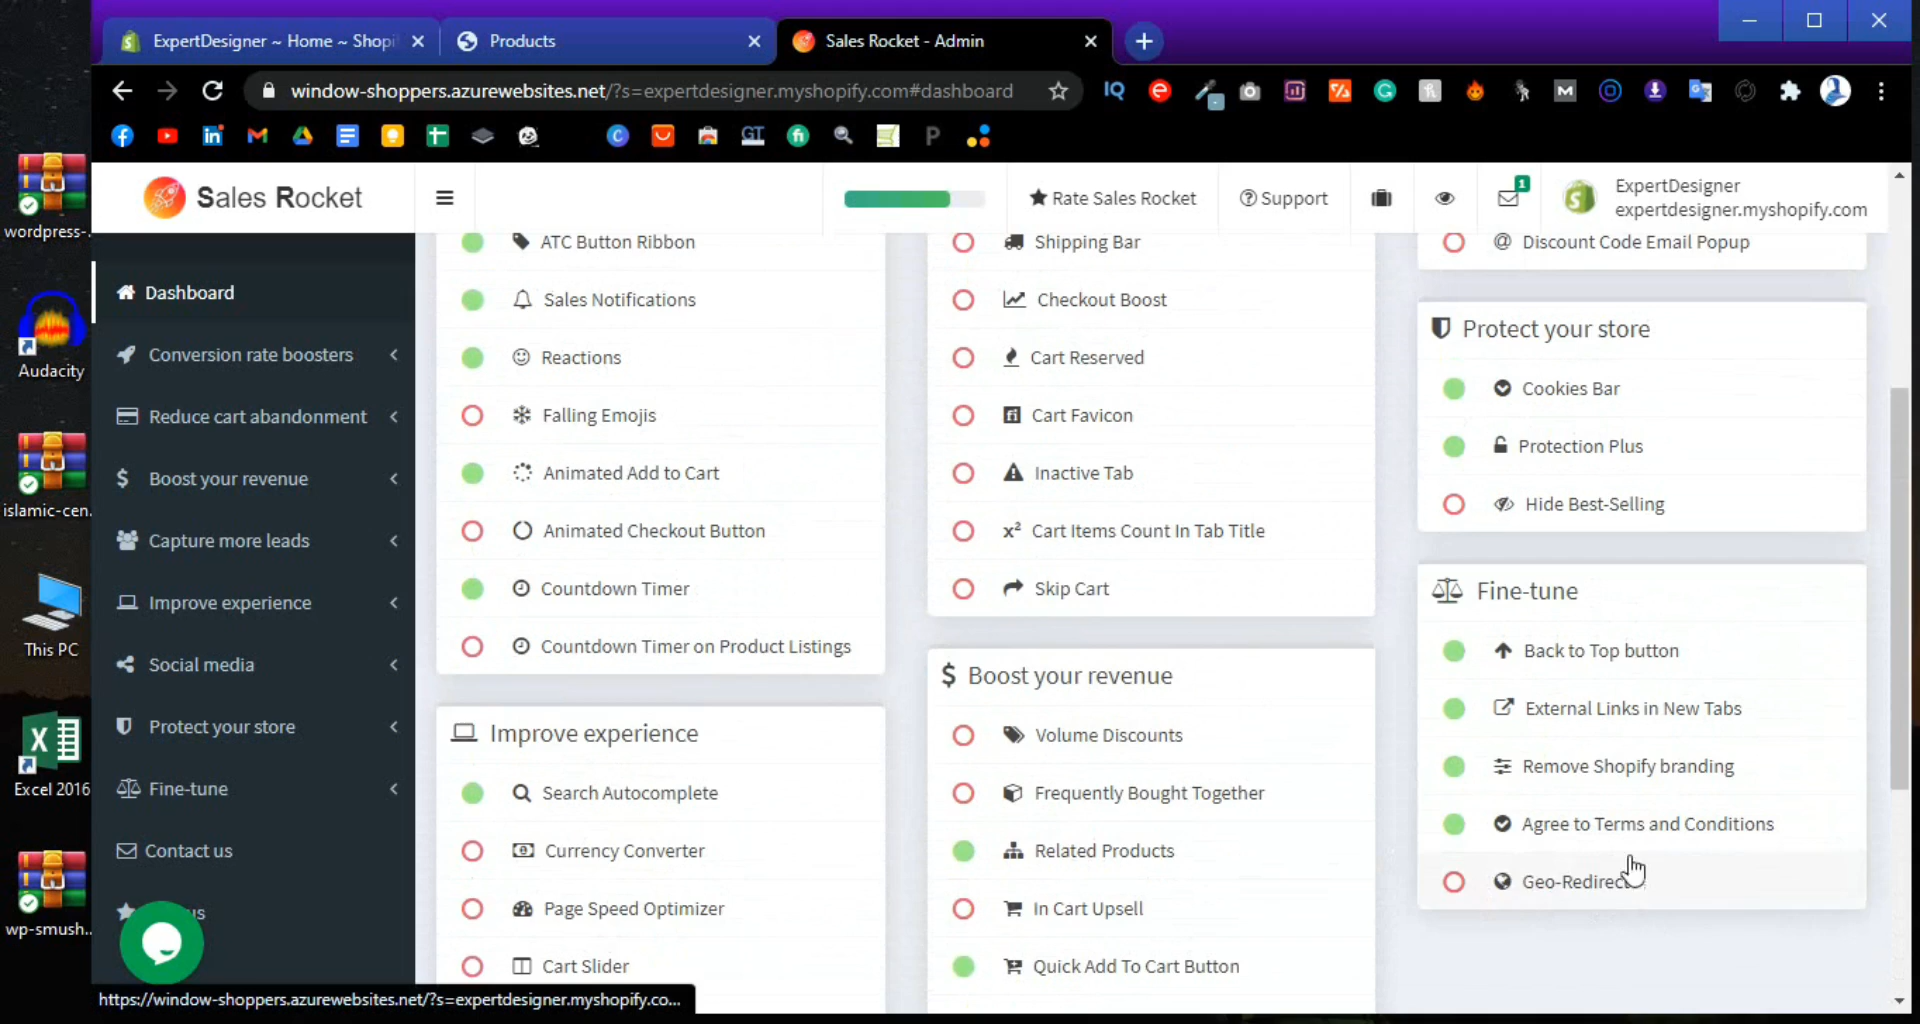 ExpertDesigner ~ Home ~ Shopi
Products
Sales Rocket - Admin
window-shoppers.azurewebsites.net/?s=expertdesigner.myshopify.com#dashboard
wordpress-.
Audacity
islamic-cen.
This PC
Excel 2016
wp-smush..
Sales Rocket
Rate Sales Rocket
Support
1
ExpertDesigner
expertdesigner.myshopify.com
Dashboard
Conversion rate boosters
Reduce cart abandonment
Boost your revenue
Capture more leads
Improve experience
Social media
Protect your store
Fine-tune
Contact us
us
ATC Button Ribbon
Sales Notifications
Reactions
Falling Emojis
Animated Add to Cart
Animated Checkout Button
Countdown Timer
Countdown Timer on Product Listings
Improve experience
Search Autocomplete
Currency Converter
Page Speed Optimizer
Cart Slider
Shipping Bar
Checkout Boost
Cart Reserved
Cart Favicon
Inactive Tab
x² Cart Items Count In Tab Title
Skip Cart
$ Boost your revenue
Volume Discounts
Frequently Bought Together
Related Products
In Cart Upsell
Quick Add To Cart Button
@ Discount Code Email Popup
Protect your store
Cookies Bar
Protection Plus
Hide Best-Selling
Fine-tune
Back to Top button
External Links in New Tabs
Remove Shopify branding
Agree to Terms and Conditions
Geo-Redirect
https://window-shoppers.azurewebsites.net/?s=expertdesigner.myshopify.co...